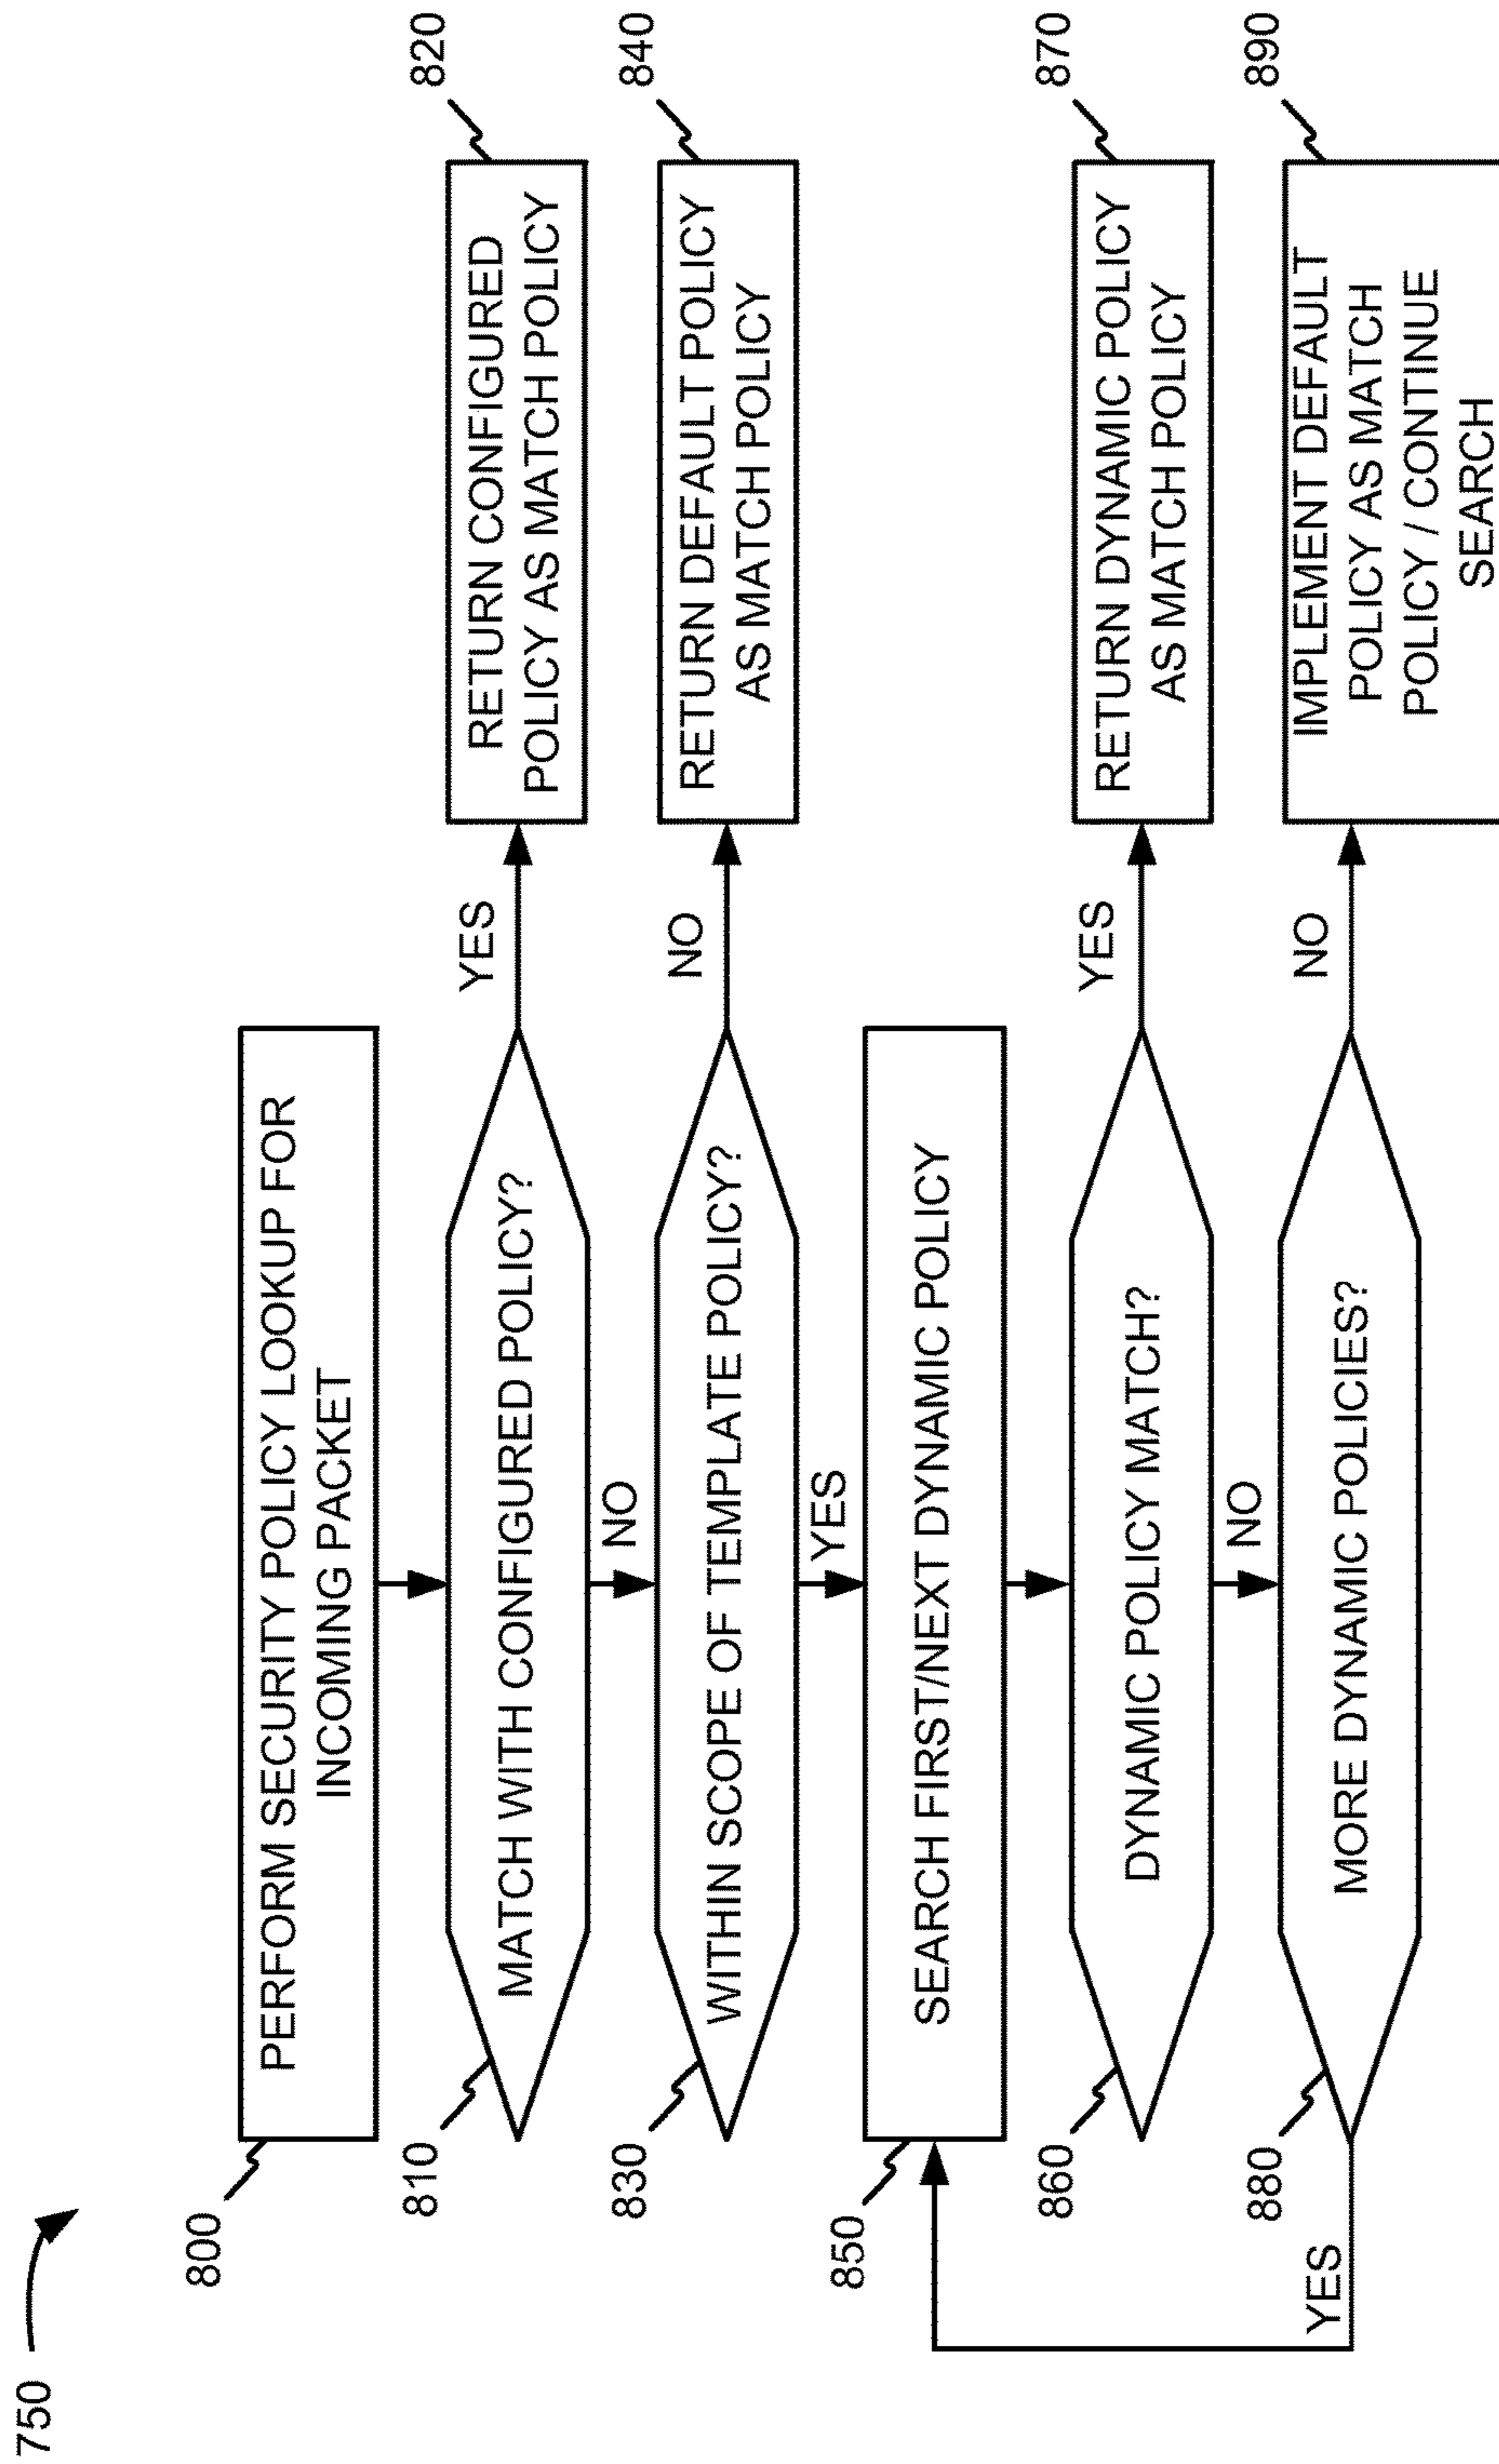 750
800
PERFORM SECURITY POLICY LOOKUP FOR
INCOMING PACKET
810
MATCH WITH CONFIGURED POLICY?
YES
820
RETURN CONFIGURED
POLICY AS MATCH POLICY
NO
830
WITHIN SCOPE OF TEMPLATE POLICY?
NO
840
RETURN DEFAULT POLICY
AS MATCH POLICY
YES
850
SEARCH FIRST/NEXT DYNAMIC POLICY
860
DYNAMIC POLICY MATCH?
YES
870
RETURN DYNAMIC POLICY
AS MATCH POLICY
NO
880
MORE DYNAMIC POLICIES?
YES
NO
890
IMPLEMENT DEFAULT
POLICY AS MATCH
POLICY / CONTINUE
SEARCH